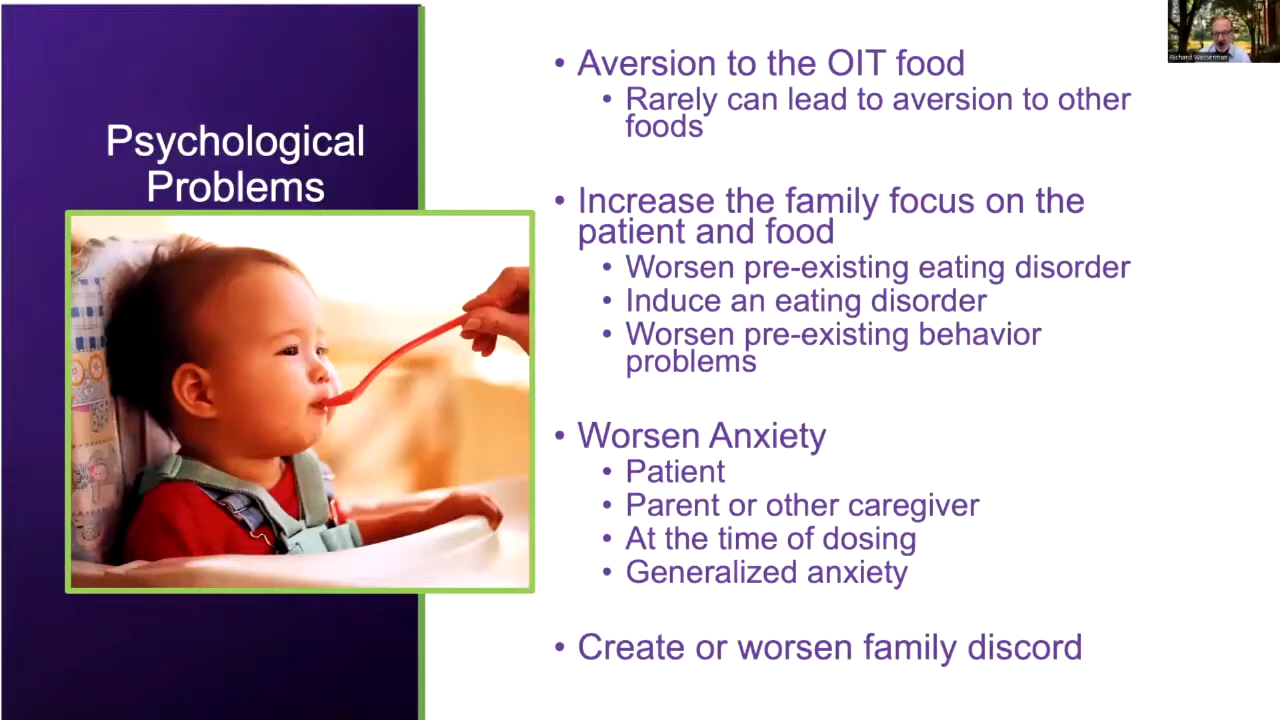 Psychological
Problems
• Aversion to the OIT food
• Rarely can lead to aversion to other
foods
• Increase the family focus on the
patient and food
• Worsen pre-existing eating disorder
• Induce an eating disorder
• Worsen pre-existing behavior
problems
• Worsen Anxiety
• Patient
• Parent or other caregiver
• At the time of dosing
• Generalized anxiety
• Create or worsen family discord
Richard Wasserman